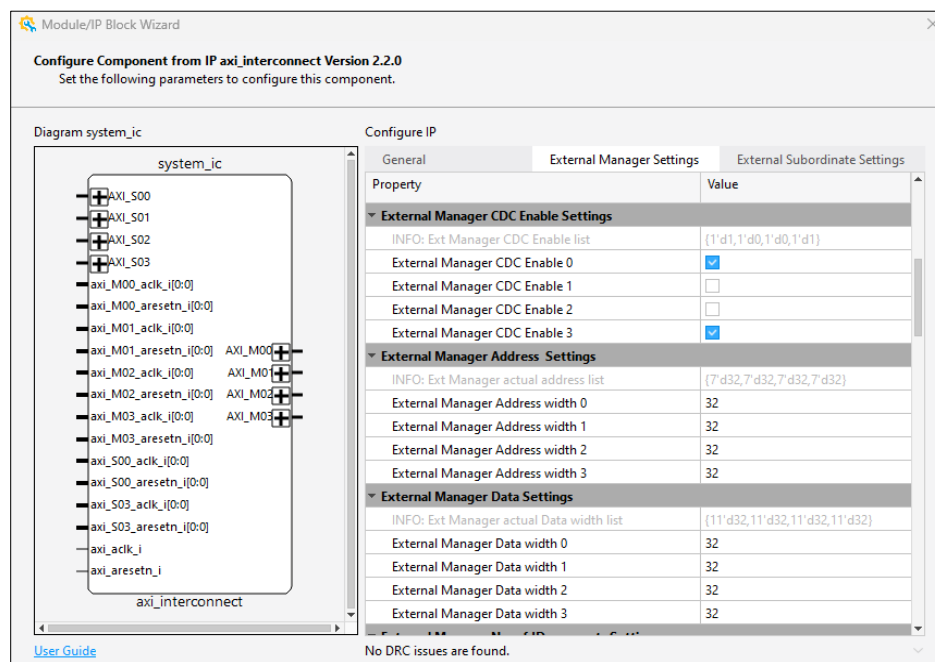 Module/IP Block Wizard
Configure Component from IP axi_interconnect Version 2.2.0
Set the following parameters to configure this component.
Diagram system_ic
system_ic
AXI_S00
AXI_S01
AXI_S02
AXI_S03
axi_M00_aclk_i[0:0]
axi_M00_aresetn_i[0:0]
axi_M01_aclk_i[0:0]
axi_M01_aresetn_i[0:0] AXI_M00
axi_M02_aclk_i[0:0] AXI_M01
axi_M02_aresetn_i[0:0] AXI_M02
axi_M03_aclk_i[0:0] AXI_M03
axi_M03_aresetn_i[0:0]
axi_S00_aclk_i[0:0]
axi_S00_aresetn_i[0:0]
axi_S03_aclk_i[0:0]
axi_S03_aresetn_i[0:0]
axi_aclk_i
axi_aresetn_i
axi_interconnect
User Guide
Configure IP
General External Manager Settings External Subordinate Settings
Property Value
External Manager CDC Enable Settings
INFO: Ext Manager CDC Enable list {1'd1,1'd0,1'd0,1'd1}
External Manager CDC Enable 0
External Manager CDC Enable 1
External Manager CDC Enable 2
External Manager CDC Enable 3
External Manager Address Settings
INFO: Ext Manager actual address list {7'd32,7'd32,7'd32,7'd32}
External Manager Address width 0 32
External Manager Address width 1 32
External Manager Address width 2 32
External Manager Address width 3 32
External Manager Data Settings
INFO: Ext Manager actual Data width list {11'd32,11'd32,11'd32,11'd32}
External Manager Data width 0 32
External Manager Data width 1 32
External Manager Data width 2 32
External Manager Data width 3 32
No DRC issues are found.